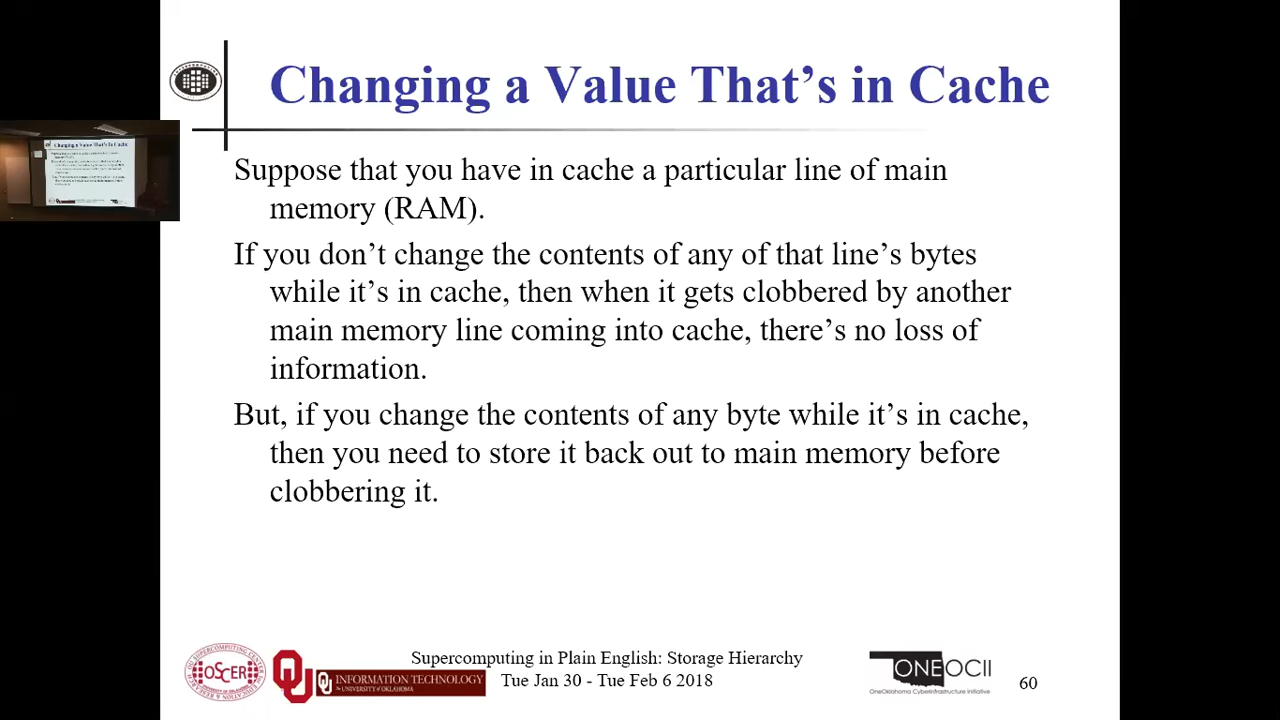 Changing a Value That’s in Cache
Changing a Value That’s In Cache
Suppose that you have in cache a particular line of main
memory (RAM).
If you don’t change the contents of any of that line’s bytes
while it’s in cache, then when it gets clobbered by another
main memory line coming into cache, there’s no loss of
information.
But, if you change the contents of any byte while it’s in cache,
then you need to store it back out to main memory before
clobbering it.
OSCER
INFORMATION TECHNOLOGY
The UNIVERSITY of OKLAHOMA
Supercomputing in Plain English: Storage Hierarchy
Tue Jan 30 - Tue Feb 6 2018
ONEOCII
OneOklahoma Cyberinfrastructure Initiative
60